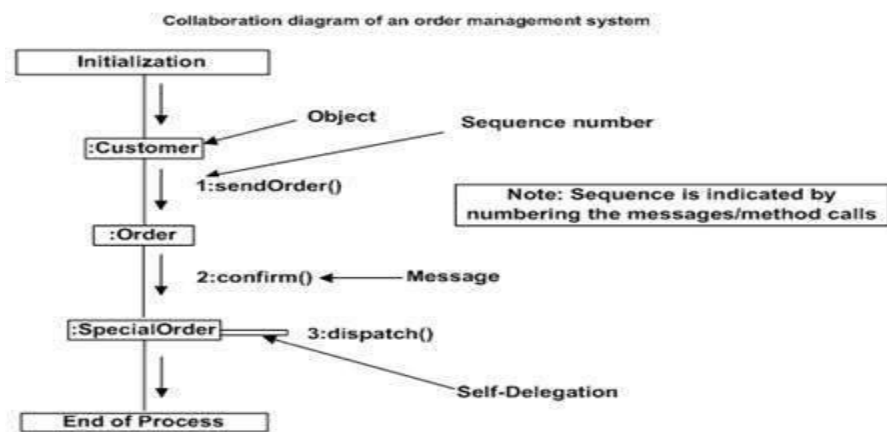 Collaboration diagram of an order management system
Initialization
Object
Sequence number
:Customer
1:sendOrder()
Note: Sequence is indicated by
numbering the messages/method calls
:Order
2:confirm()
Message
:SpecialOrder
3:dispatch()
Self-Delegation
End of Process